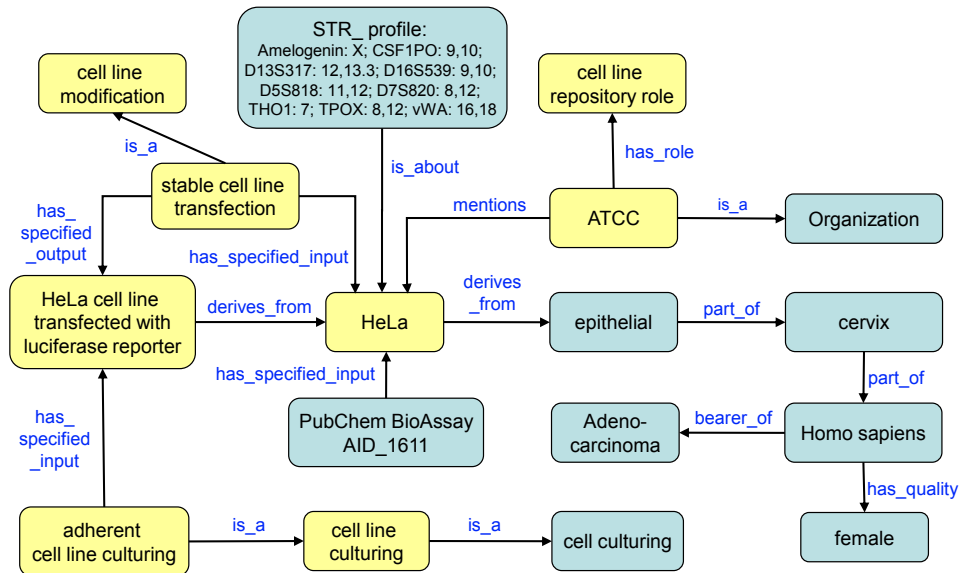 STR_ profile:
Amelogenin: X; CSF1PO: 9,10;
D13S317: 12,13.3; D16S539: 9,10;
D5S818: 11,12; D7S820: 8,12;
THO1: 7; TPOX: 8,12; vWA: 16,18
cell line
modification
cell line
repository role
is_a
is_about
has_role
stable cell line
transfection
mentions
ATCC
is_a
Organization
has_
specified
_output
has_specified_input
HeLa cell line
transfected with
luciferase reporter
derives_from
HeLa
derives
_from
epithelial
part_of
cervix
has_specified_input
part_of
has_
specified
_input
PubChem BioAssay
AID_1611
Adeno-
carcinoma
bearer_of
Homo sapiens
has_quality
adherent
cell line culturing
is_a
cell line
culturing
is_a
cell culturing
female